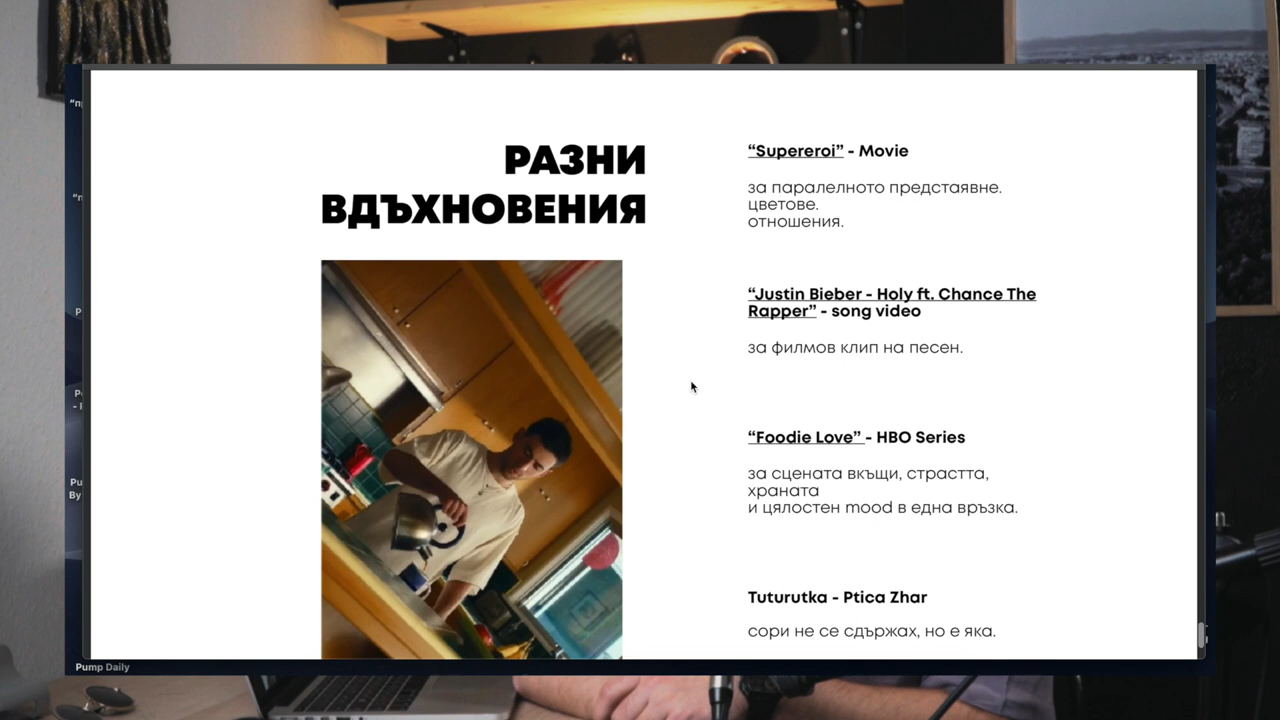 РАЗНИ
ВДЪХНОВЕНИЯ
“Supereroi” - Movie
за паралелното предстаявне.
цветове.
отношения.
“Justin Bieber - Holy ft. Chance The
Rapper” - song video
за филмов клип на песен.
“Foodie Love” - HBO Series
за сцената вкъщи, страстта,
храната
и цялостен mood в една връзка.
Tuturutka - Ptica Zhar
сори не се сдържах, но е яка.
Pump Daily